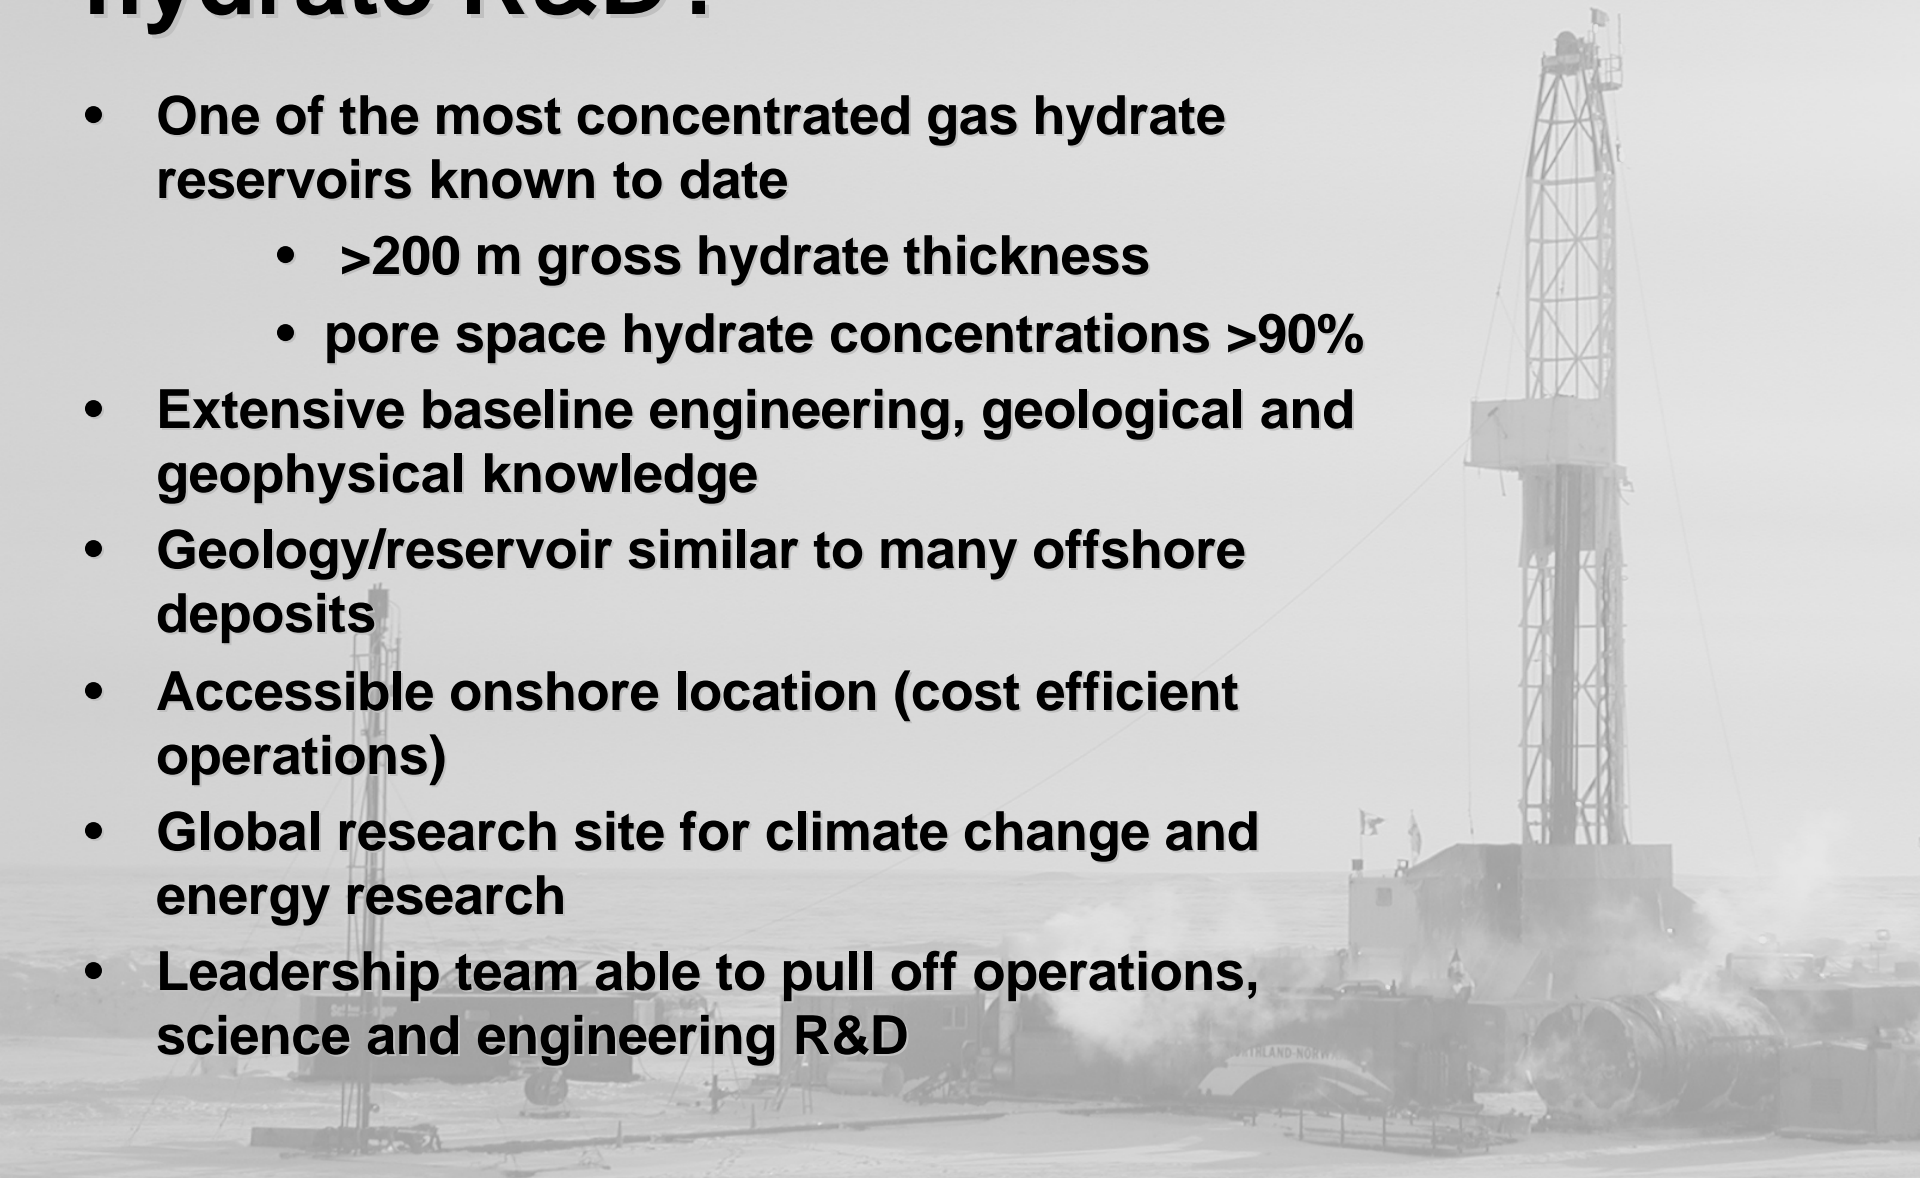 hydrate R&D?
• One of the most concentrated gas hydrate
reservoirs known to date
• >200 m gross hydrate thickness
• pore space hydrate concentrations >90%
• Extensive baseline engineering, geological and
geophysical knowledge
• Geology/reservoir similar to many offshore
deposits
• Accessible onshore location (cost efficient
operations)
• Global research site for climate change and
energy research
• Leadership team able to pull off operations,
science and engineering R&D